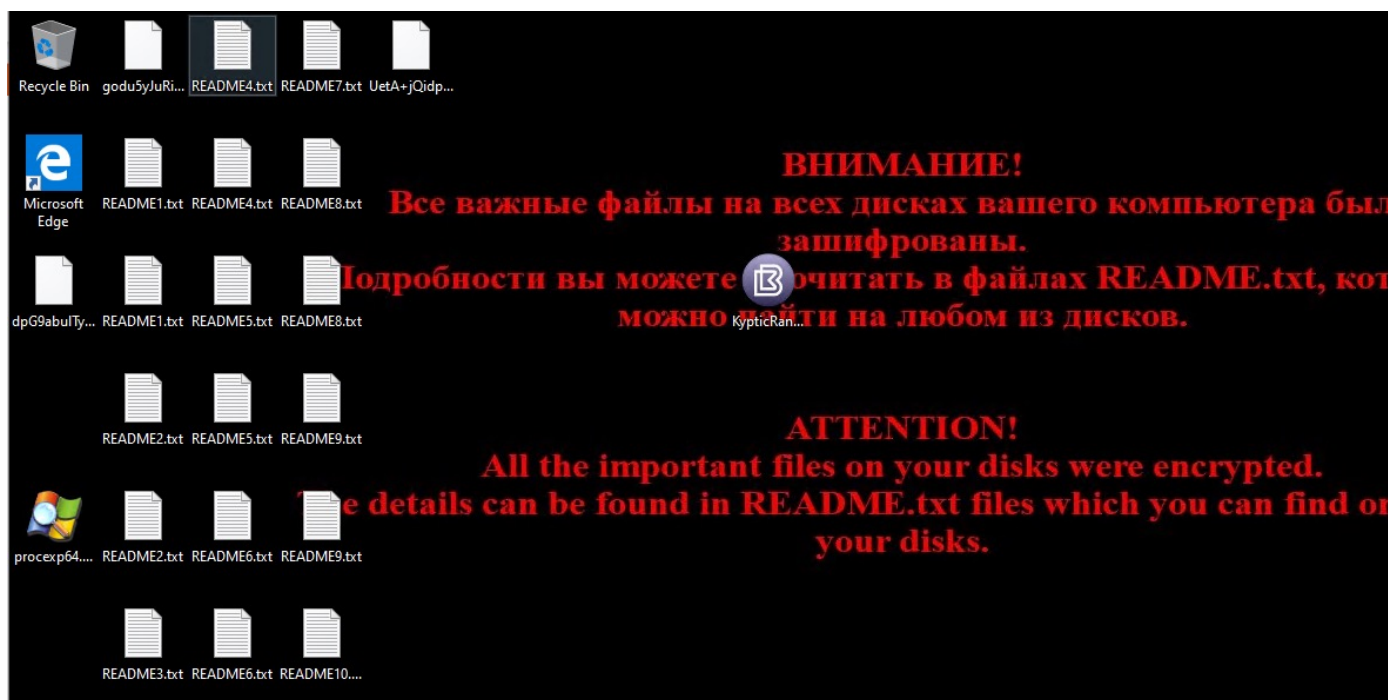 Recycle Bin
godu5yJuRi...
README4.txt
README7.txt
UetA+jQidp...
Microsoft
Edge
README1.txt
README4.txt
README8.txt
dpG9abulTy...
README1.txt
README5.txt
README8.txt
README2.txt
README5.txt
README9.txt
procexp64....
README2.txt
README6.txt
README9.txt
README3.txt
README6.txt
README10....
KypticRan...
ВНИМАНИЕ!
Все важные файлы на всех дисках вашего компьютера был
зашифрованы.
вы можете в файлах README.txt, кот
можно найти на любом из дисков.
ATTENTION!
All the important files on your disks were encrypted.
details can be found in README.txt files which you can find on
your disks.